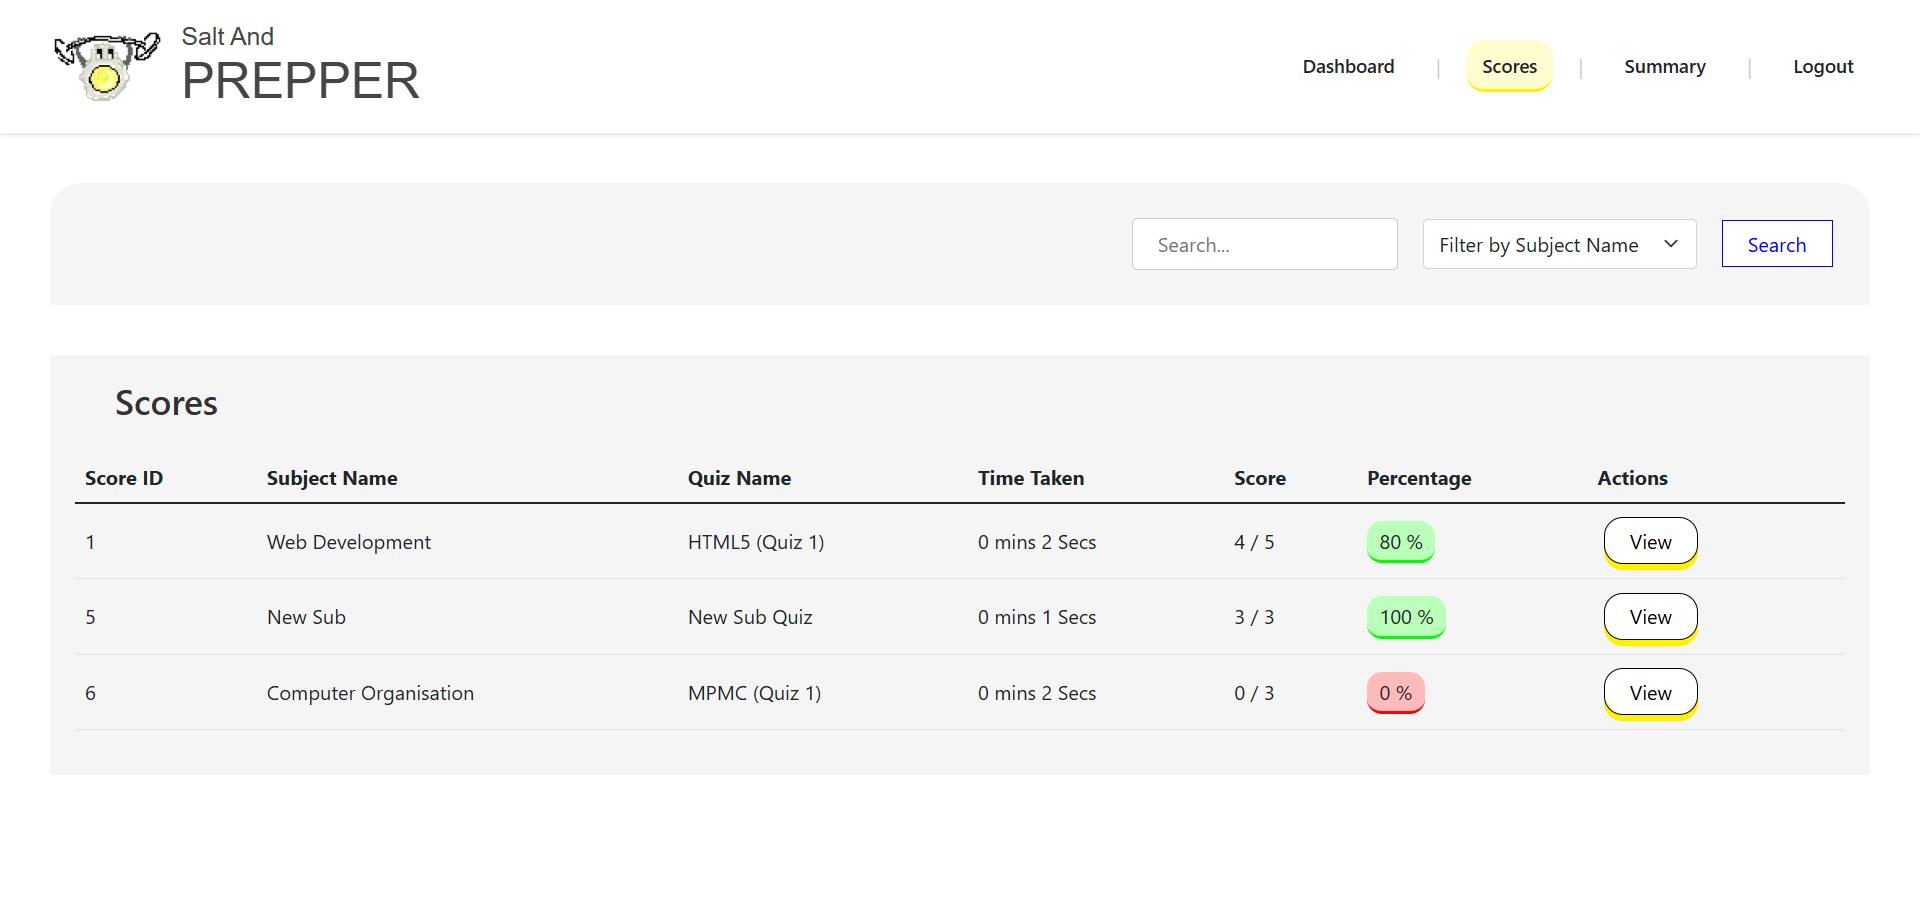 Salt And
PREPPER
Dashboard | Scores | Summary | Logout
Search... Filter by Subject Name Search
Scores
Score ID Subject Name Quiz Name Time Taken Score Percentage Actions
1 Web Development HTML5 (Quiz 1) 0 mins 2 Secs 4 / 5 80 % View
5 New Sub New Sub Quiz 0 mins 1 Secs 3 / 3 100 % View
6 Computer Organisation MPMC (Quiz 1) 0 mins 2 Secs 0 / 3 0 % View